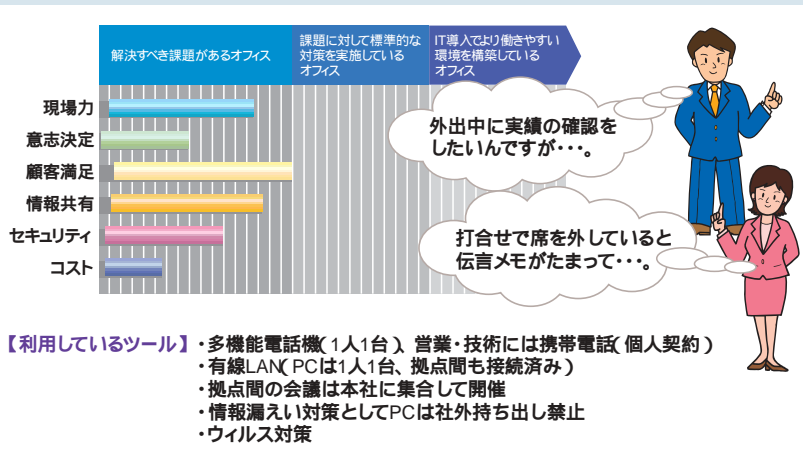 解決すべき課題があるオフィス
課題に対して標準的な
対策を実施している
オフィス
IT導入でより働きやすい
環境を構築している
オフィス
現場力
意志決定
顧客満足
情報共有
セキュリティ
コスト
外出中に実績の確認を
したいんですが・・・。
打合せで席を外していると
伝言メモがたまって・・・。
【利用しているツール】・多機能電話機(1人1台)、営業・技術には携帯電話(個人契約)
・有線LAN(PCは1人1台、拠点間も接続済み)
・拠点間の会議は本社に集合して開催
・情報漏えい対策としてPCは社外持ち出し禁止
・ウィルス対策